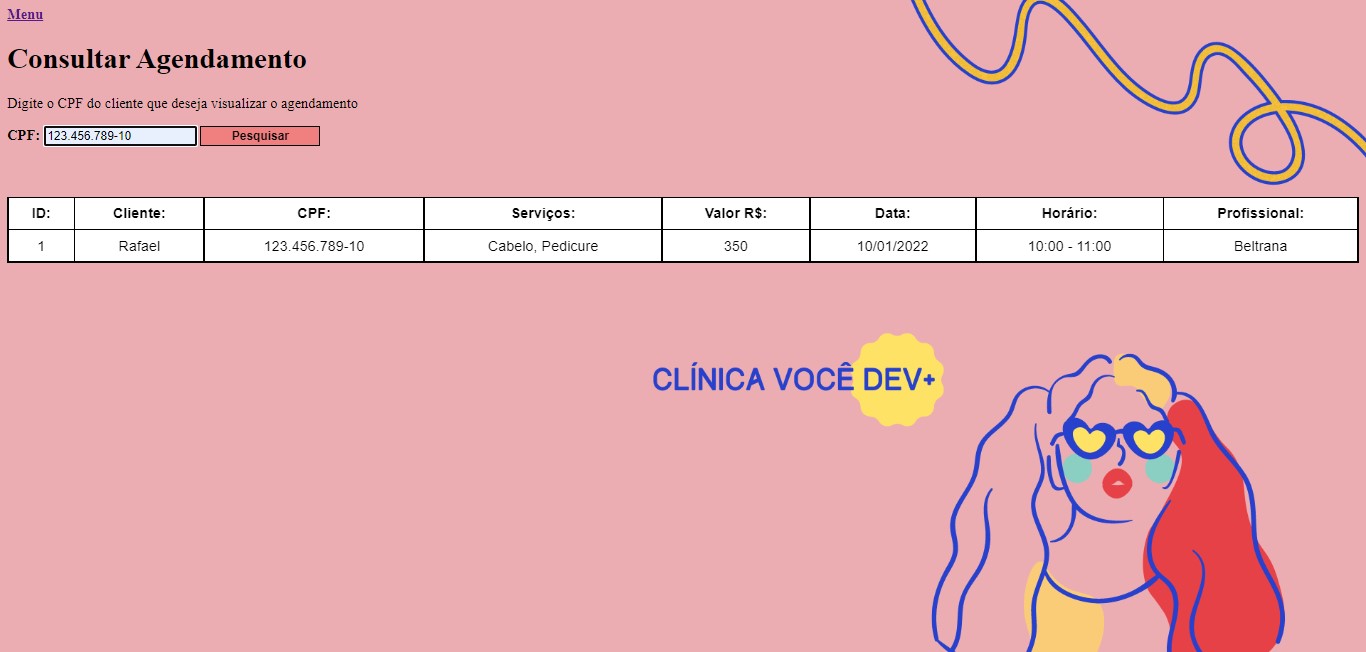 Menu
Consultar Agendamento
Digite o CPF do cliente que deseja visualizar o agendamento
CPF: 123.456.789-10 Pesquisar
ID: Cliente: CPF: Serviços: Valor R$: Data: Horário: Profissional:
1 Rafael 123.456.789-10 Cabelo, Pedicure 350 10/01/2022 10:00 - 11:00 Beltrana
CLÍNICA VOCÊ DEV+